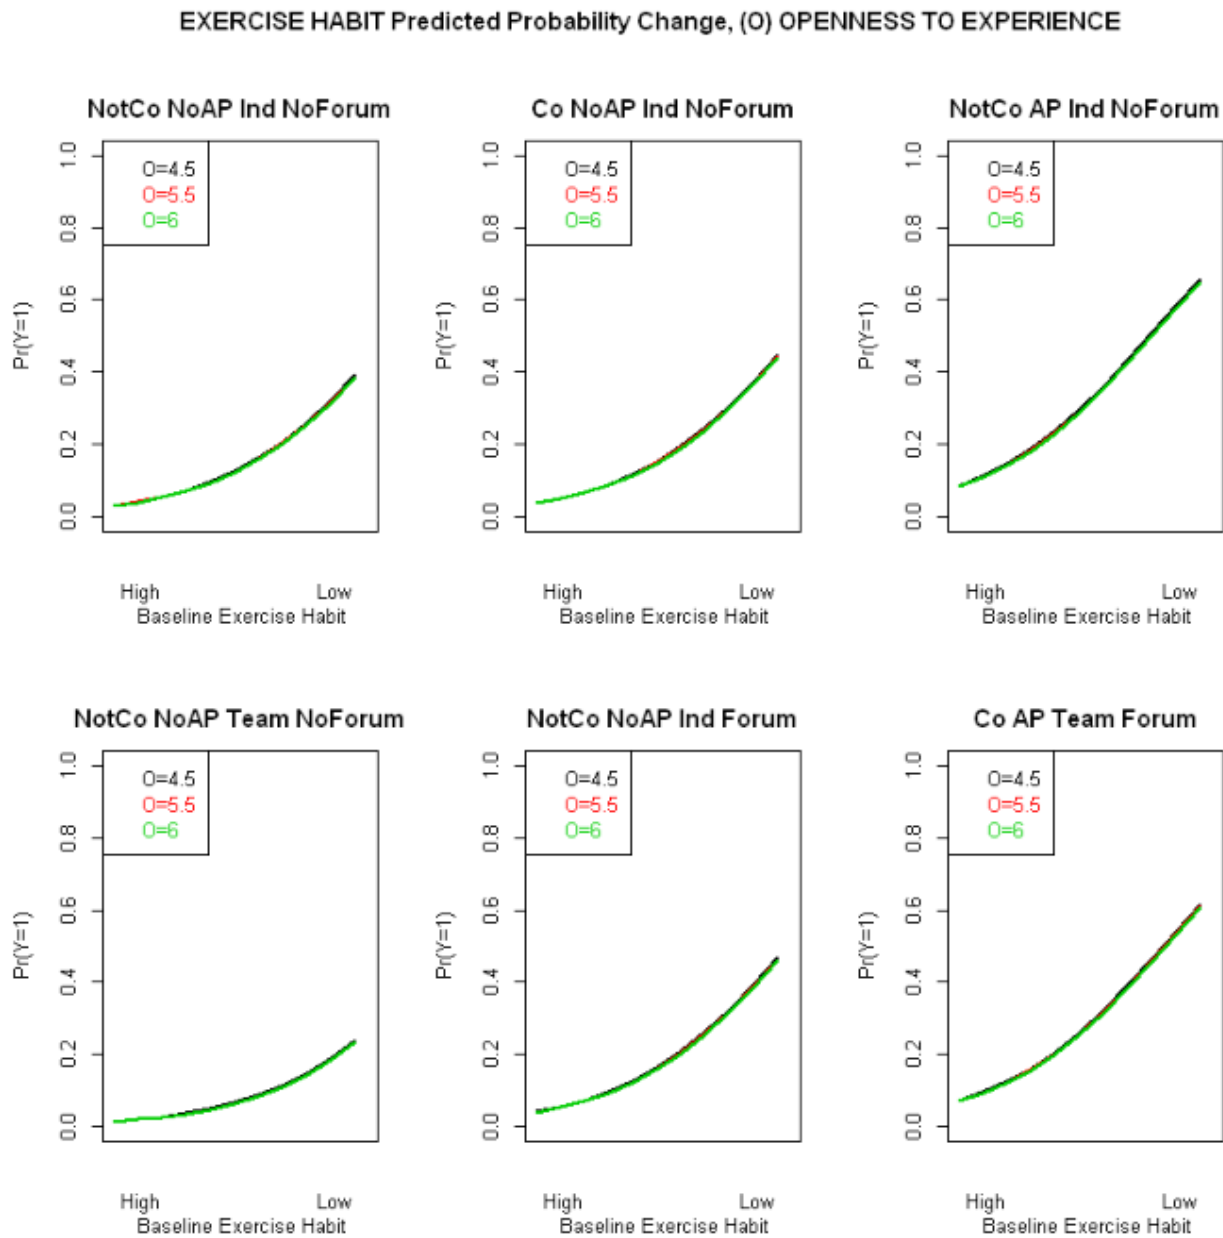 EXERCISE HABIT Predicted Probability Change, (O) OPENNESS TO EXPERIENCE
NotCo NoAP Ind NoForum
1.0
0.8
0.6
0.4
0.2
0.0
Pr(Y=1)
O=4.5
O=5.5
O=6
High Low
Baseline Exercise Habit
Co NoAP Ind NoForum
1.0
0.8
0.6
0.4
0.2
0.0
Pr(Y=1)
O=4.5
O=5.5
O=6
High Low
Baseline Exercise Habit
NotCo AP Ind NoForum
1.0
0.8
0.6
0.4
0.2
0.0
Pr(Y=1)
O=4.5
O=5.5
O=6
High Low
Baseline Exercise Habit
NotCo NoAP Team NoForum
1.0
0.8
0.6
0.4
0.2
0.0
Pr(Y=1)
O=4.5
O=5.5
O=6
High Low
Baseline Exercise Habit
NotCo NoAP Ind Forum
1.0
0.8
0.6
0.4
0.2
0.0
Pr(Y=1)
O=4.5
O=5.5
O=6
High Low
Baseline Exercise Habit
Co AP Team Forum
1.0
0.8
0.6
0.4
0.2
0.0
Pr(Y=1)
O=4.5
O=5.5
O=6
High Low
Baseline Exercise Habit